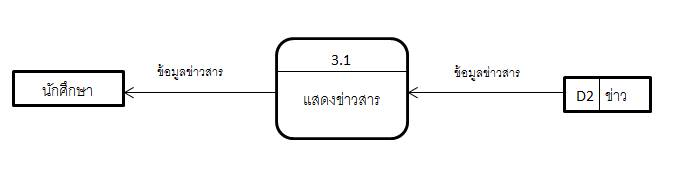 3.1
ข้อมูลข่าวสาร
ข้อมูลข่าวสาร
นักศึกษา
แสดงข่าวสาร
D2 ข่าว